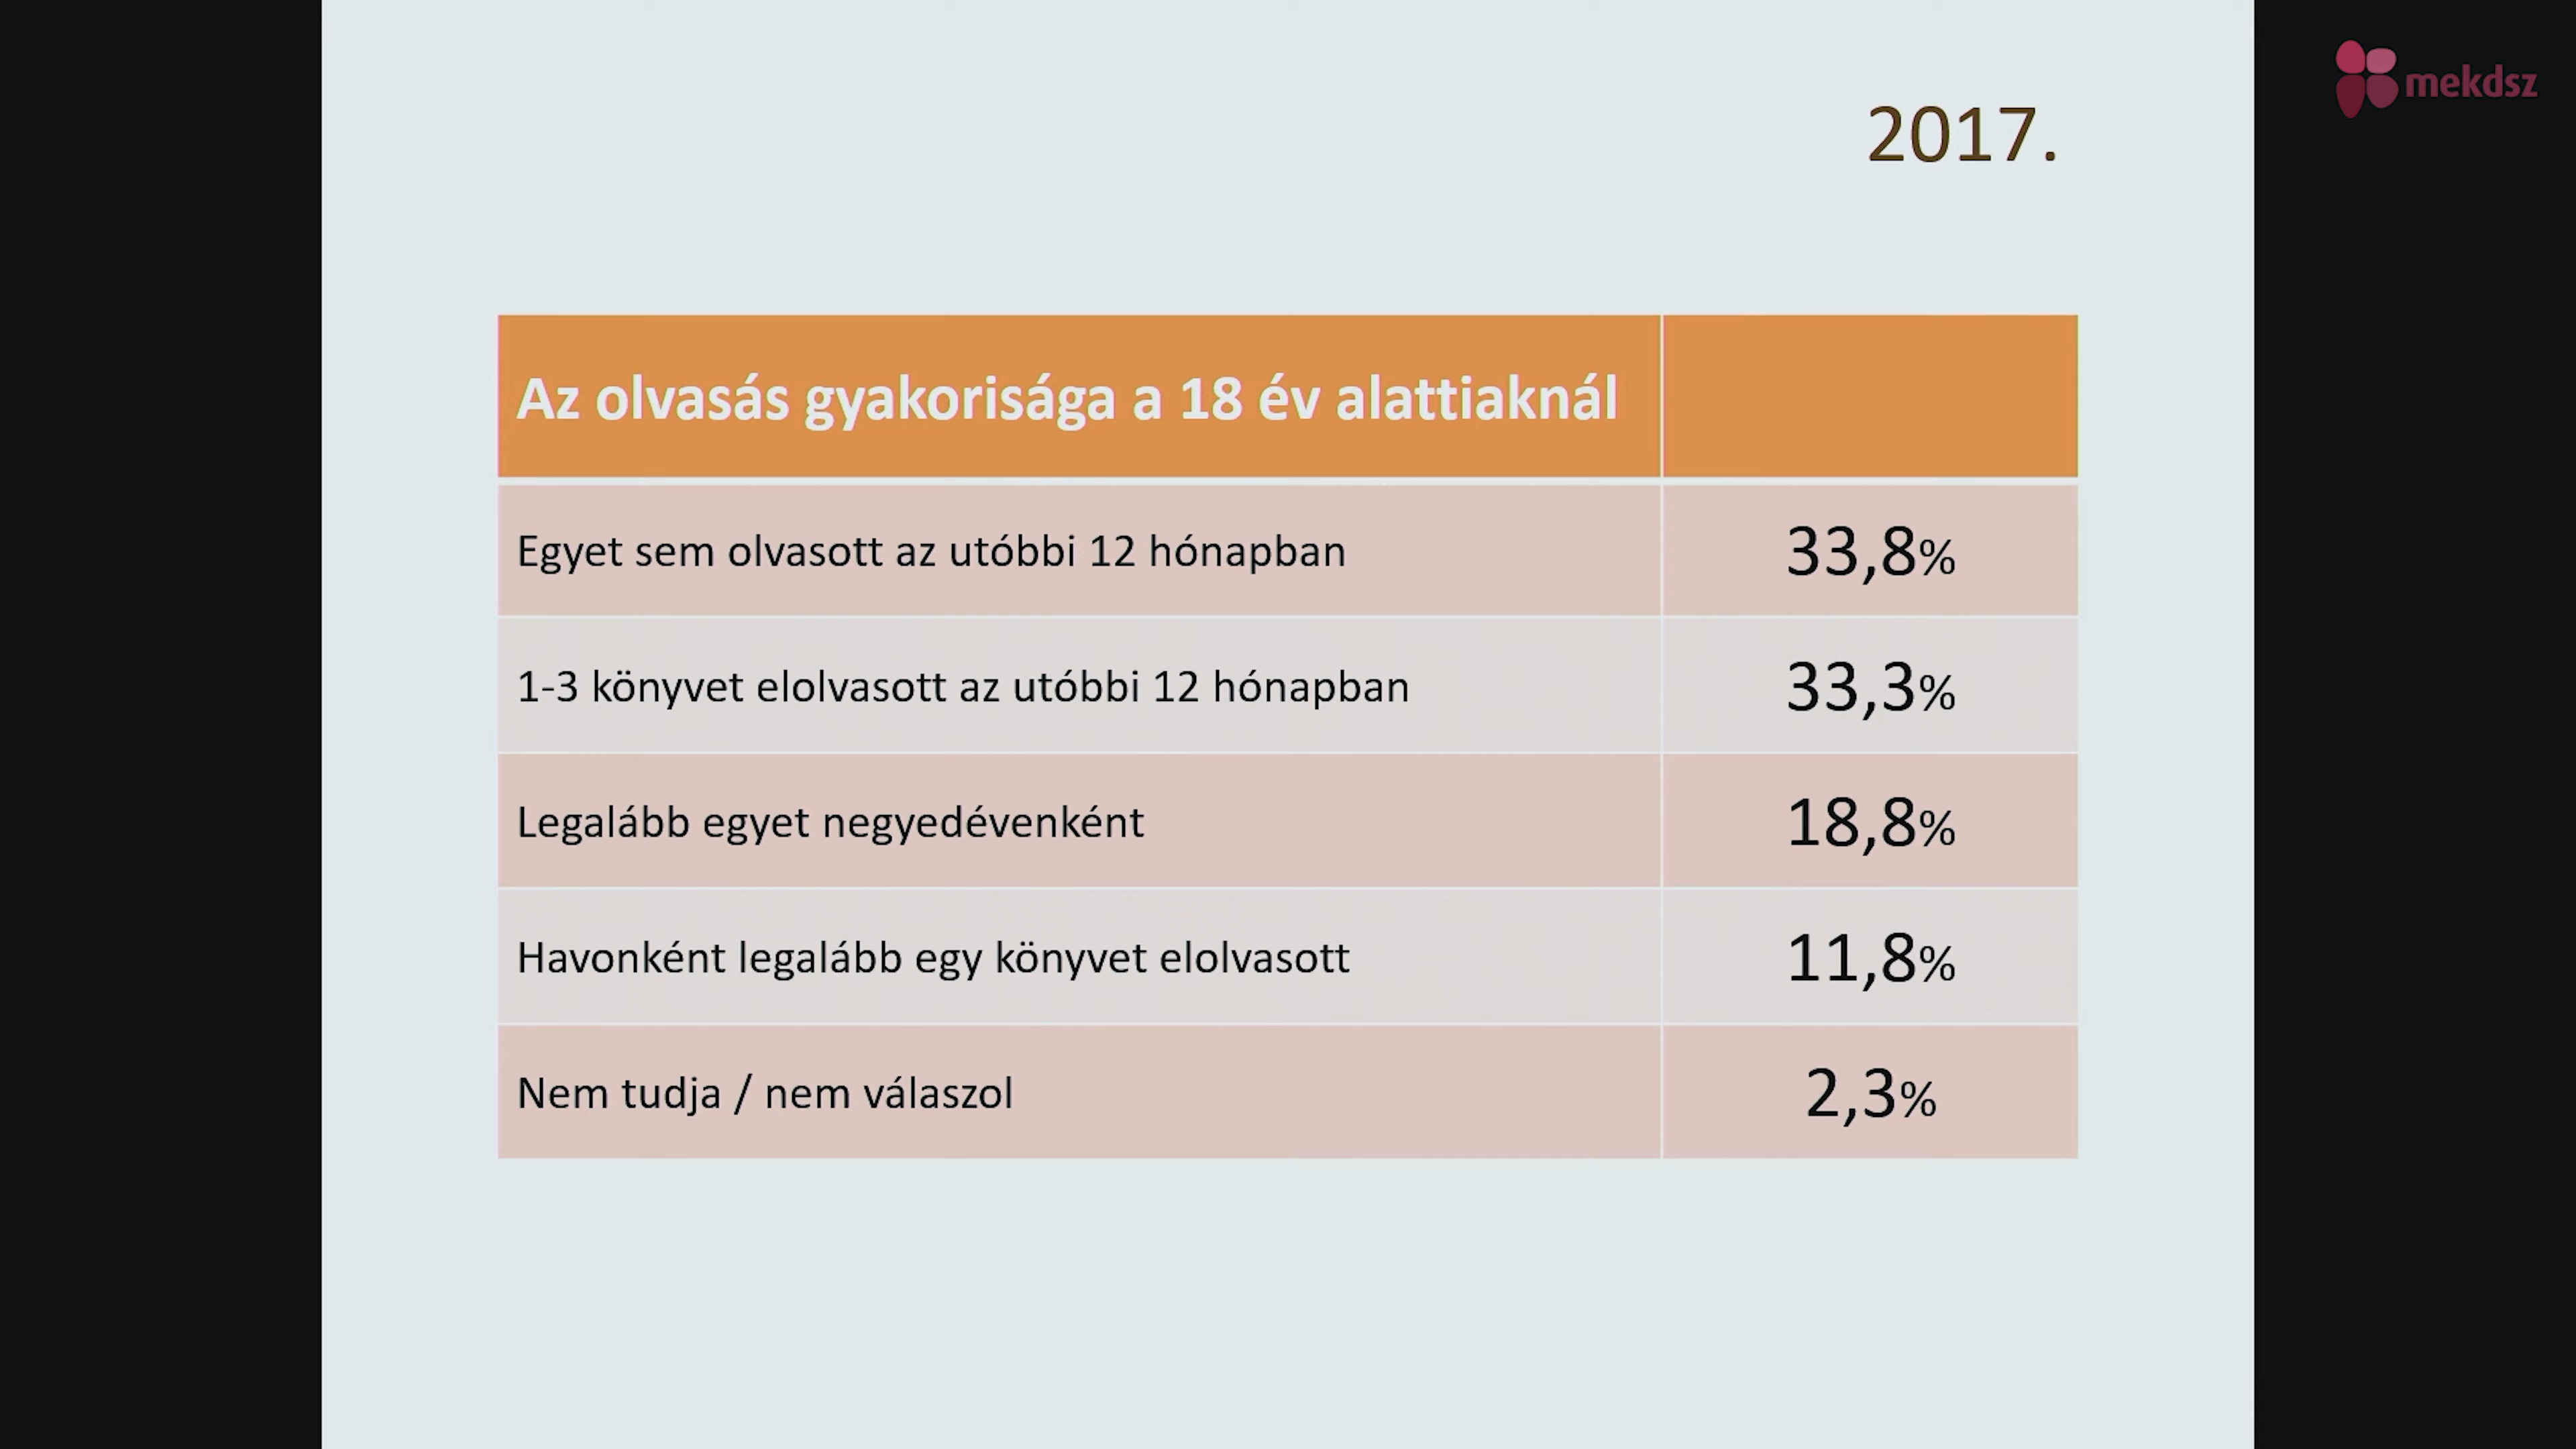 mekdsz
2017.
Az olvasás gyakorisága a 18 év alattiaknál
Egyet sem olvasott az utóbbi 12 hónapban 33,8%
1-3 könyvet elolvasott az utóbbi 12 hónapban 33,3%
Legalább egyet negyedévenként 18,8%
Havonként legalább egy könyvet elolvasott 11,8%
Nem tudja / nem válaszol 2,3%